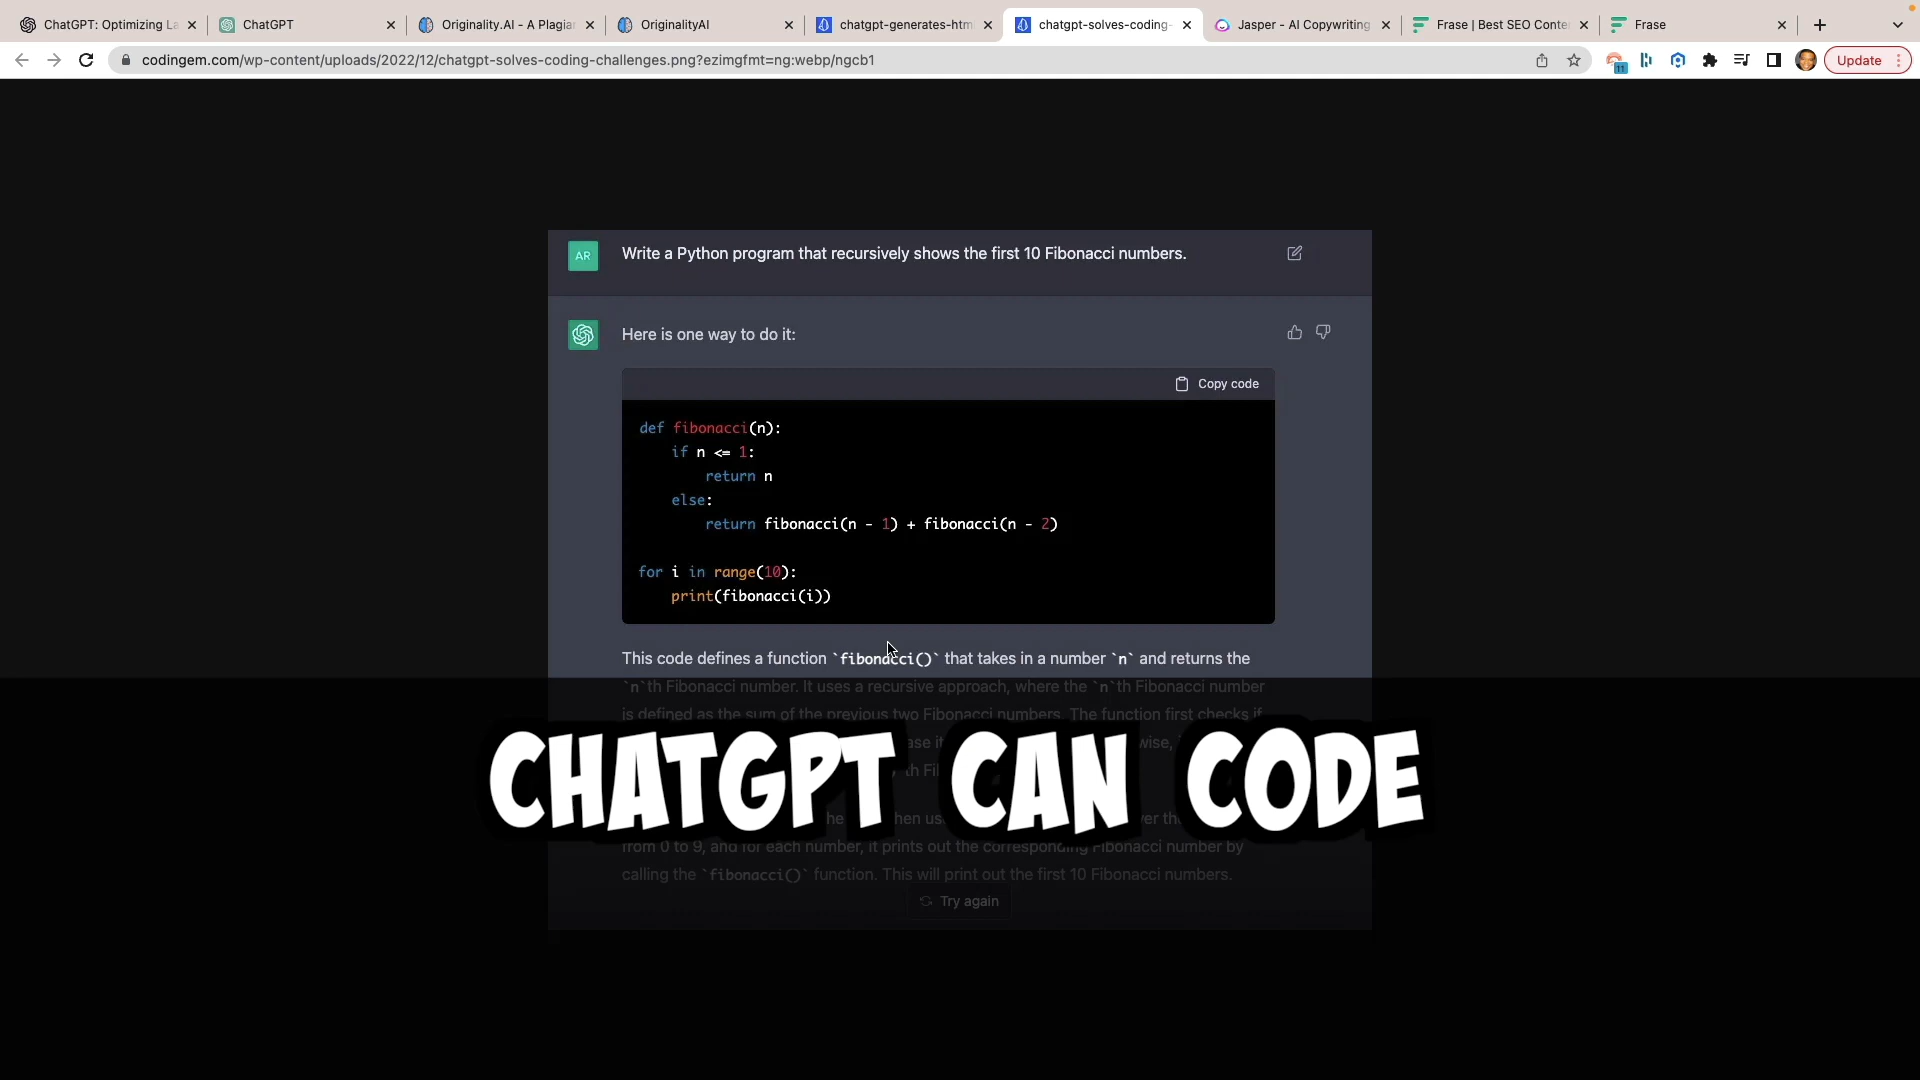 ChatGPT: Optimizing La
ChatGPT
Originality.AI - A Plagia
OriginalityAI
chatgpt-generates-htm
chatgpt-solves-coding-
Jasper - AI Copywriting
Frase | Best SEO Conte
Frase
codingem.com/wp-content/uploads/2022/12/chatgpt-solves-coding-challenges.png?ezimgfmt=ng:webp/ngcb1
11
Update
AR
Write a Python program that recursively shows the first 10 Fibonacci numbers.
Here is one way to do it:
Copy code
def fibonacci(n):
    if n <= 1:
        return n
    else:
        return fibonacci(n - 1) + fibonacci(n - 2)
for i in range(10):
    print(fibonacci(i))
This code defines a function `fibonacci()` that takes in a number `n` and returns the
`n`th Fibonacci number. It uses a recursive approach, where the `n`th Fibonacci number
is defined as the sum of the previous two Fibonacci numbers. The function first checks if
CHATGPT CAN CODE
from 0 to 9, and for each number, it prints out the corresponding Fibonacci number by
calling the `fibonacci()` function. This will print out the first 10 Fibonacci numbers.
Try again